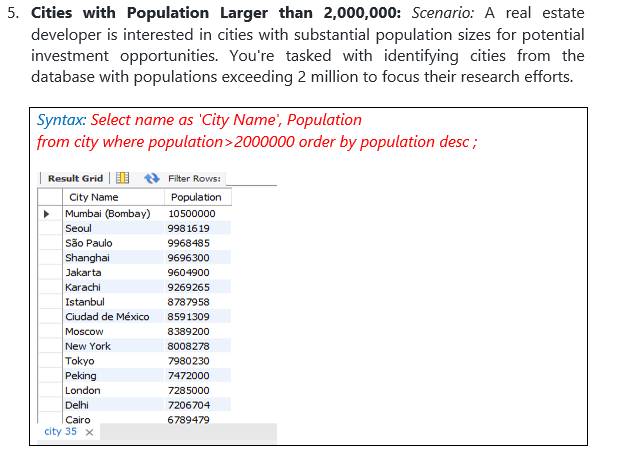 5. Cities with Population Larger than 2,000,000: Scenario: A real estate
developer is interested in cities with substantial population sizes for potential
investment opportunities. You're tasked with identifying cities from the
database with populations exceeding 2 million to focus their research efforts.
Syntax: Select name as 'City Name', Population
from city where population>2000000 order by population desc ;
Result Grid Filter Rows:
City Name Population
Mumbai (Bombay) 10500000
Seoul 9981619
São Paulo 9968485
Shanghai 9696300
Jakarta 9604900
Karachi 9269265
Istanbul 8787958
Ciudad de México 8591309
Moscow 8389200
New York 8008278
Tokyo 7980230
Peking 7472000
London 7285000
Delhi 7206704
Cairo 6789479
city 35 ×